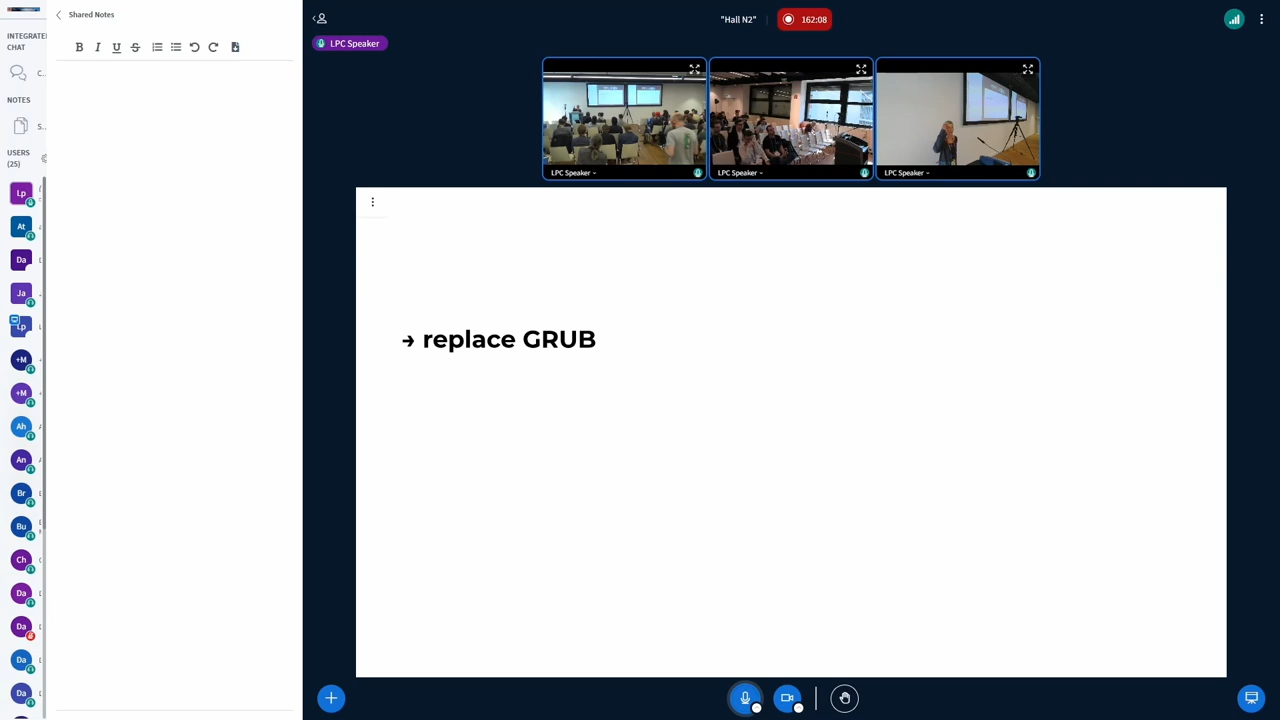 Shared Notes
INTEGRATE
CHAT
C...
NOTES
S...
USERS
(25)
Lp
At
Da
Ja
Lp
+M
+M
Ah
An
Br
Bu
Ch
Da
Da
Da
Da
B I U S
"Hall N2"
162:08
LPC Speaker
LPC Speaker
LPC Speaker
LPC Speaker
→ replace GRUB